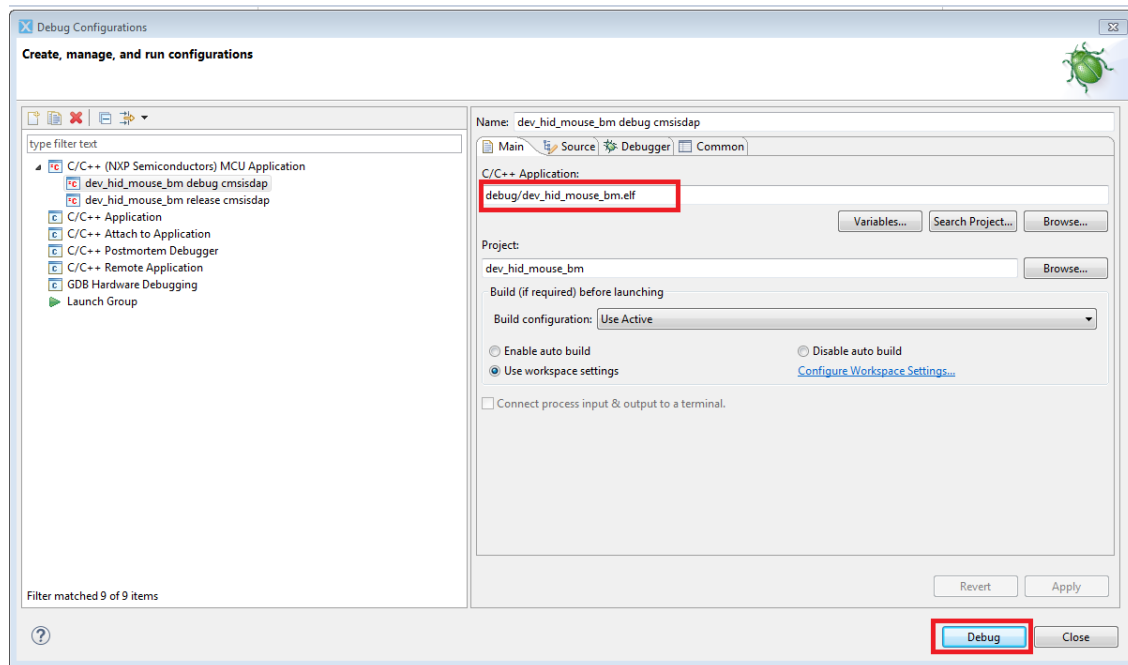 Debug Configurations
Create, manage, and run configurations
type filter text
C/C++ (NXP Semiconductors) MCU Application
dev_hid_mouse_bm debug cmsisdap
dev_hid_mouse_bm release cmsisdap
C/C++ Application
C/C++ Attach to Application
C/C++ Postmortem Debugger
C/C++ Remote Application
GDB Hardware Debugging
Launch Group
Filter matched 9 of 9 items
Name: dev_hid_mouse_bm debug cmsisdap
Main Source Debugger Common
C/C++ Application:
debug/dev_hid_mouse_bm.elf
Variables... Search Project... Browse...
Project:
dev_hid_mouse_bm Browse...
Build (if required) before launching
Build configuration: Use Active
Enable auto build Disable auto build
Use workspace settings Configure Workspace Settings...
Connect process input & output to a terminal.
Revert Apply
? Debug Close